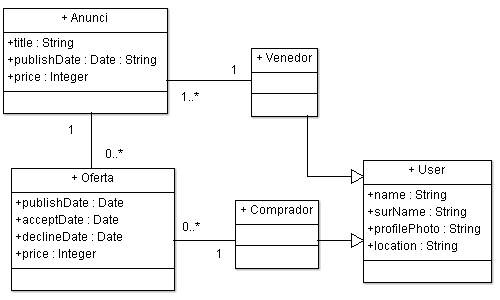 + Anunci
+title : String
+publishDate : Date : String
+price : Integer
1
1..*
+ Venedor
1
0..*
+ Oferta
+publishDate : Date
+acceptDate : Date
+declineDate : Date
+price : Integer
0..*
1
+ Comprador
+ User
+name : String
+surName : String
+profilePhoto : String
+location : String